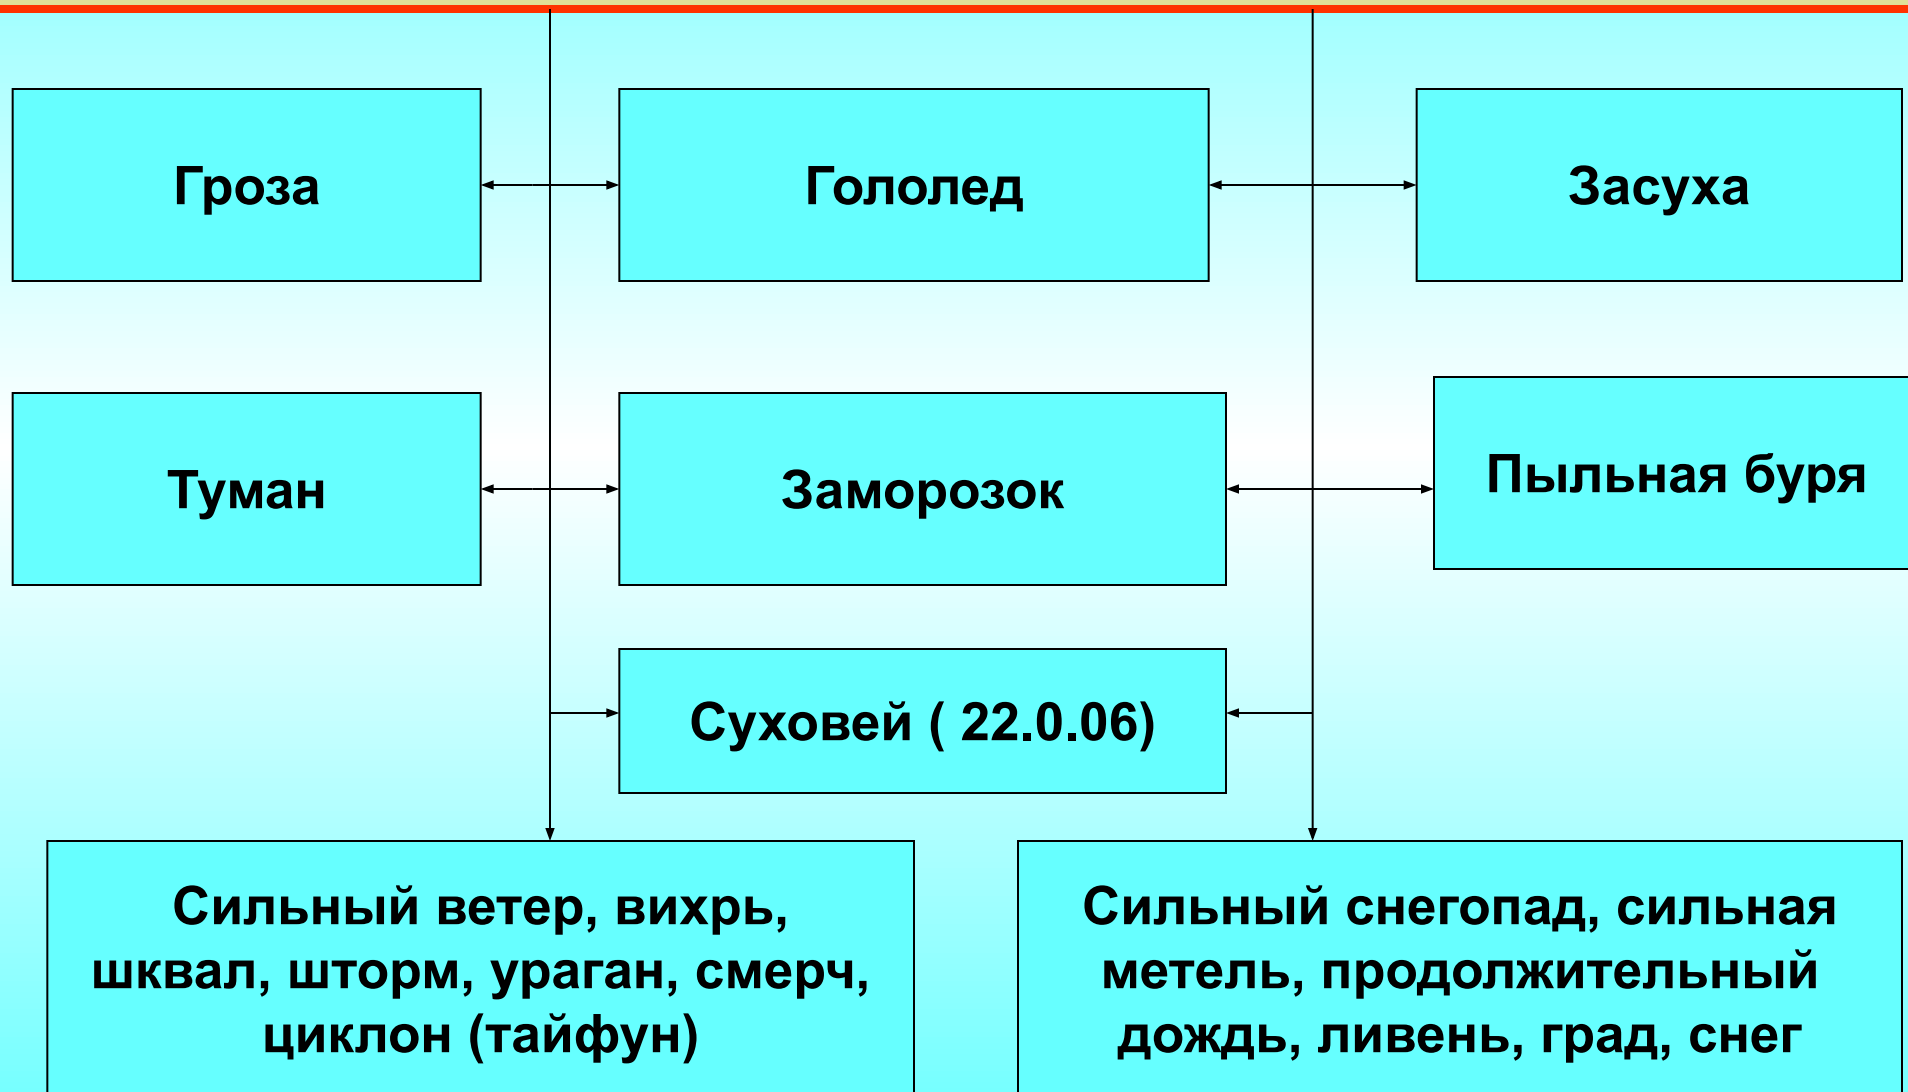 Гроза
Гололед
Засуха
Туман
Заморозок
Пыльная буря
Суховей ( 22.0.06)
Сильный ветер, вихрь,
шквал, шторм, ураган, смерч,
циклон (тайфун)
Сильный снегопад, сильная
метель, продолжительный
дождь, ливень, град, снег